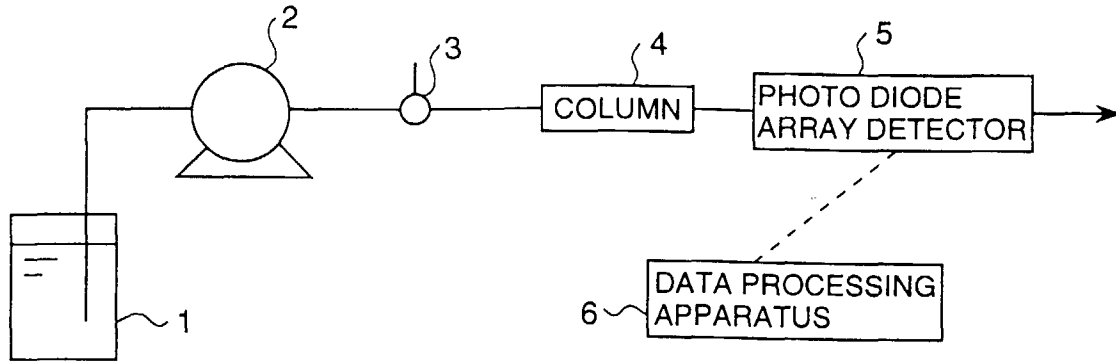 2
3
4
5
COLUMN
PHOTO DIODE
ARRAY DETECTOR
1
6
DATA PROCESSING
APPARATUS